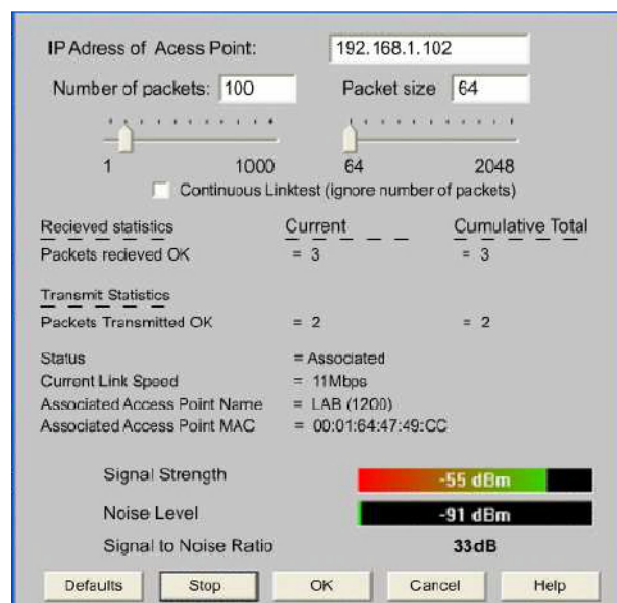 IP Adress of Acess Point: 192.168.1.102
Number of packets: 100 Packet size 64
1 1000 64 2048
Continuous Linktest (ignore number of packets)
Recieved statistics Current Cumulative Total
Packets recieved OK = 3 = 3
Transmit Statistics
Packets Transmitted OK = 2 = 2
Status = Associated
Current Link Speed = 11Mbps
Associated Access Point Name = LAB (1200)
Associated Access Point MAC = 00:01:64:47:49:CC
Signal Strength -55 dBm
Noise Level -91 dBm
Signal to Noise Ratio 33dB
Defaults Stop OK Cancel Help